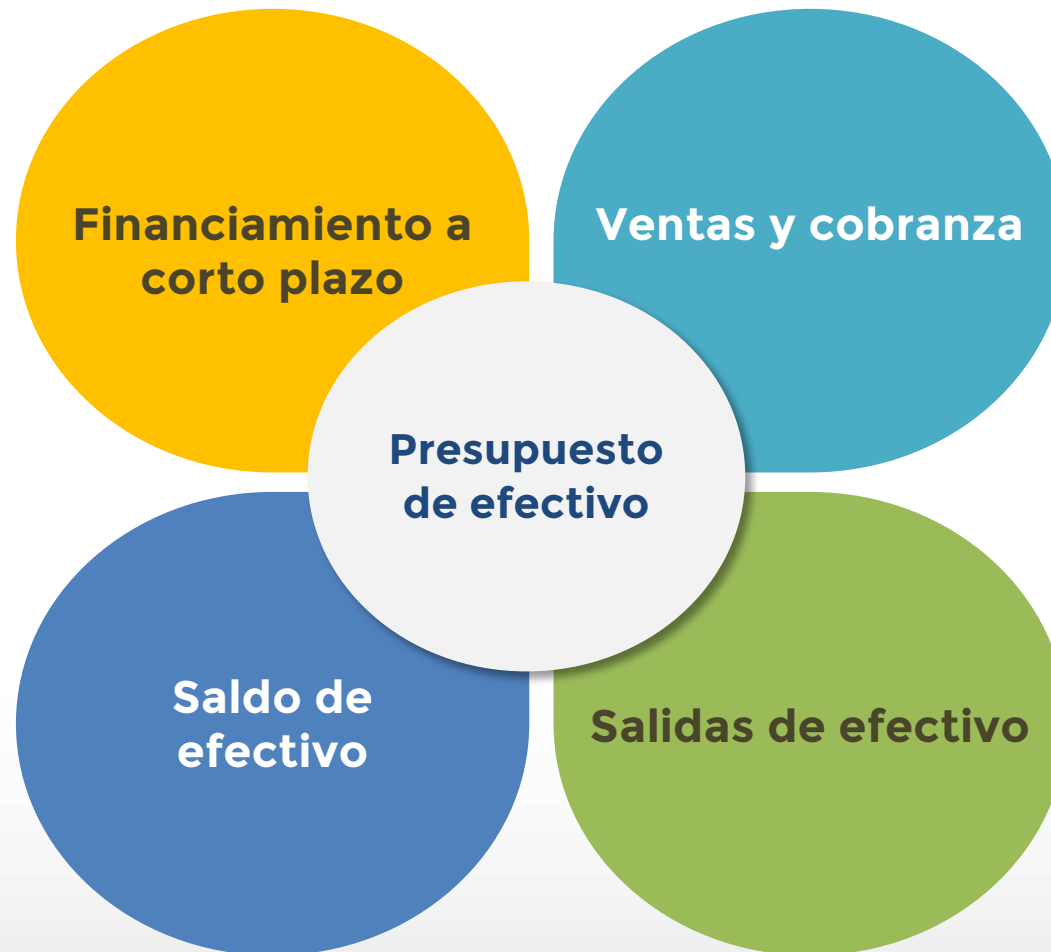 Financiamiento a
corto plazo
Ventas y cobranza
Presupuesto
de efectivo
Saldo de
efectivo
Salidas de efectivo